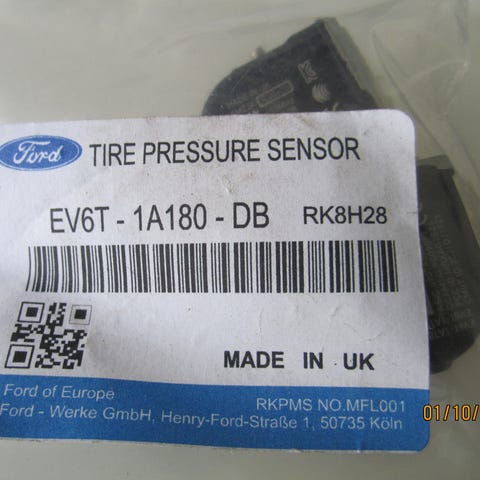 Ford TIRE PRESSURE SENSOR
EV6T - 1A180 - DB RK8H28
MADE IN UK
Ford of Europe
RKPMS NO.MFL001
Ford - Werke GmbH, Henry-Ford-Straße 1, 50735 Köln
01/10/